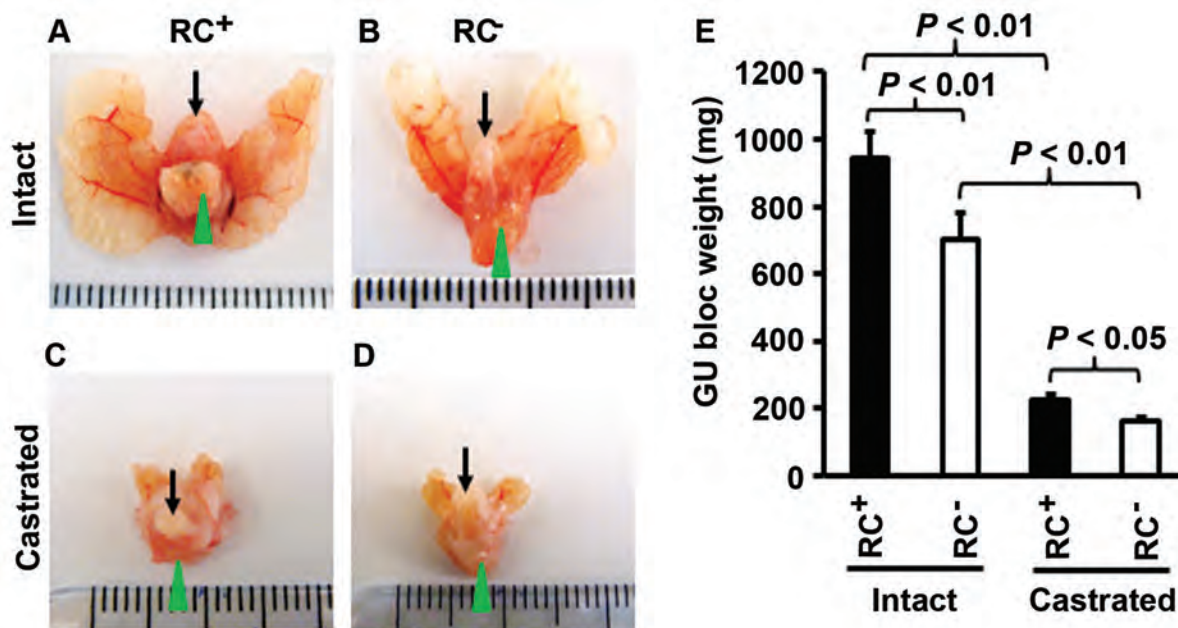 A RC⁺ B RC⁻ E
Intact
C D
Castrated
P < 0.01
P < 0.01
P < 0.01
P < 0.05
GU bloc weight (mg)
1200
1000
800
600
400
200
0
RC⁺ RC⁻ RC⁺ RC⁻
Intact Castrated